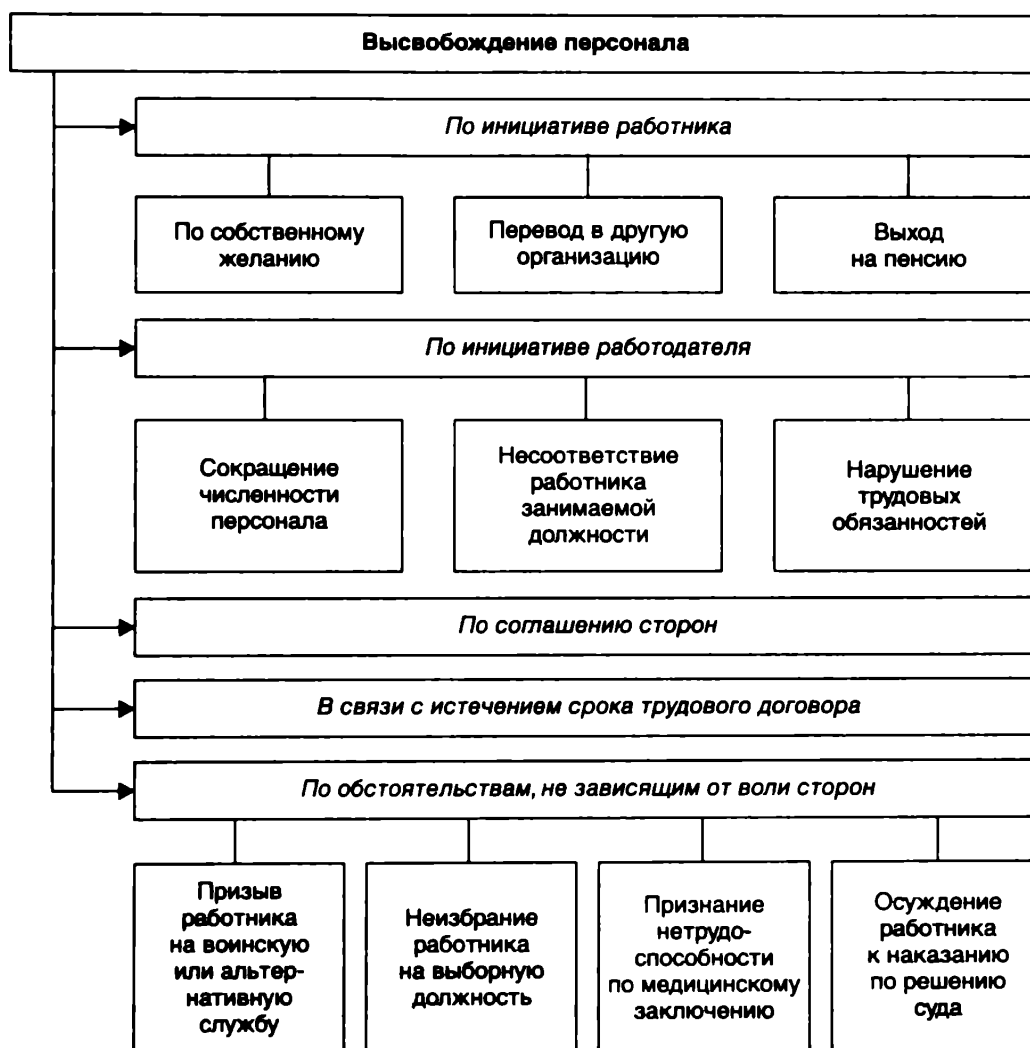 Высвобождение персонала
По инициативе работника
По собственному
желанию
Перевод в другую
организацию
Выход
на пенсию
По инициативе работодателя
Сокращение
численности
персонала
Несоответствие
работника
занимаемой
должности
Нарушение
трудовых
обязанностей
По соглашению сторон
В связи с истечением срока трудового договора
По обстоятельствам, не зависящим от воли сторон
Призыв
работника
на воинскую
или альтер-
нативную
службу
Неизбрание
работника
на выборную
должность
Признание
нетрудо-
способности
по медицинскому
заключению
Осуждение
работника
к наказанию
по решению
суда